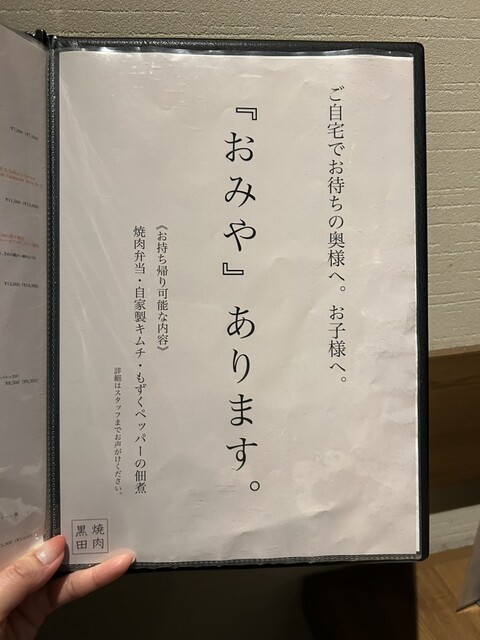 ご自宅でお待ちの奥様へ。お子様へ。
『おみや』あります。
《お持ち帰り可能な内容》
焼肉弁当・自家製キムチ・もずくペッパーの佃煮
詳細はスタッフまでお声がけください。
焼肉
黒田